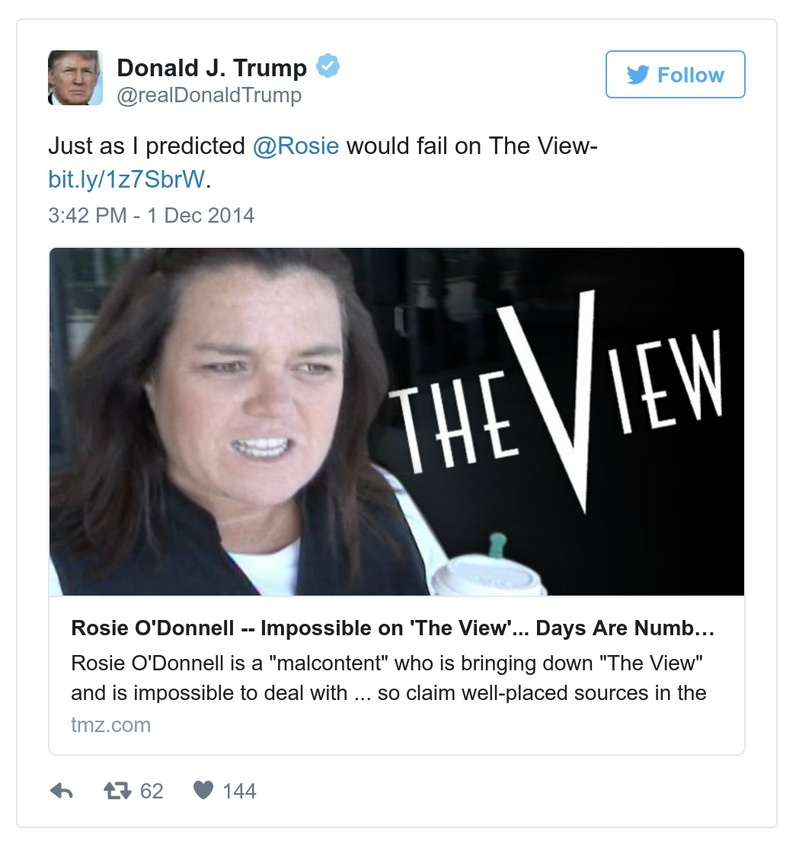 Donald J. Trump
@realDonaldTrump
Follow
Just as I predicted @Rosie would fail on The View-
bit.ly/1z7SbrW.
3:42 PM - 1 Dec 2014
THE VIEW
Rosie O'Donnell -- Impossible on 'The View'... Days Are Numb...
Rosie O'Donnell is a "malcontent" who is bringing down "The View"
and is impossible to deal with ... so claim well-placed sources in the
tmz.com
62
144